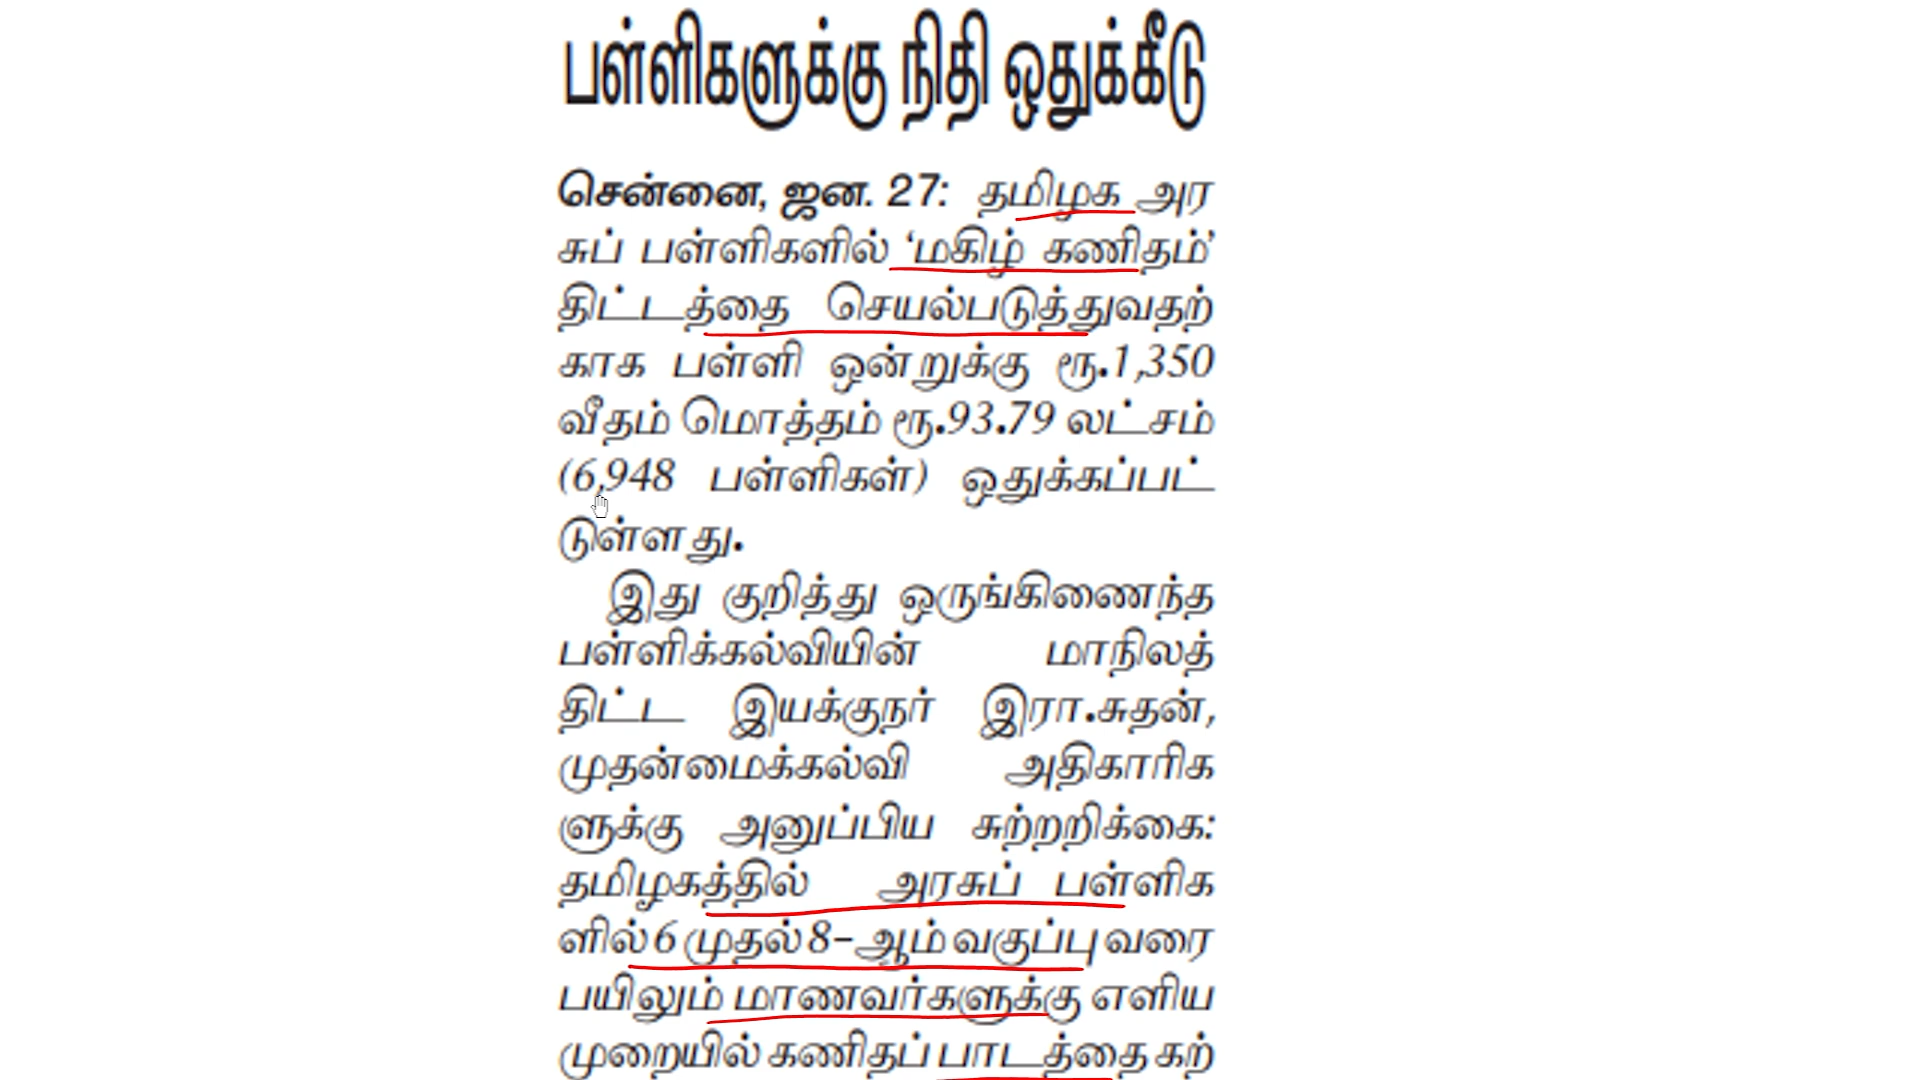 பள்ளிகளுக்கு நிதி ஒதுக்கீடு
சென்னை, ஜன. 27: தமிழக அர
சுப் பள்ளிகளில் ‘மகிழ் கணிதம்’
திட்டத்தை செயல்படுத்துவதற்
காக பள்ளி ஒன்றுக்கு ரூ.1,350
வீதம் மொத்தம் ரூ.93.79 லட்சம்
(6,948 பள்ளிகள்) ஒதுக்கப்பட்
டுள்ளது.
இது குறித்து ஒருங்கிணைந்த
பள்ளிக்கல்வியின் மாநிலத்
திட்ட இயக்குநர் இரா.சுதன்,
முதன்மைக்கல்வி அதிகாரிக
ளுக்கு அனுப்பிய சுற்றறிக்கை:
தமிழகத்தில் அரசுப் பள்ளிக
ளில் 6 முதல் 8-ஆம் வகுப்பு வரை
பயிலும் மாணவர்களுக்கு எளிய
முறையில் கணிதப் பாடத்தை கற்